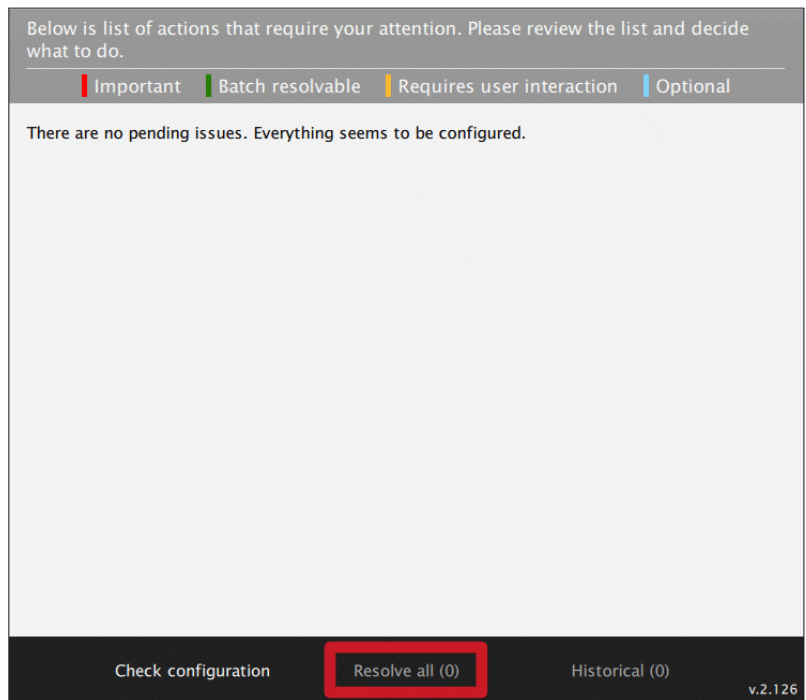 Below is list of actions that require your attention. Please review the list and decide
what to do.
Important Batch resolvable Requires user interaction Optional
There are no pending issues. Everything seems to be configured.
Check configuration Resolve all (0) Historical (0)
v.2.126